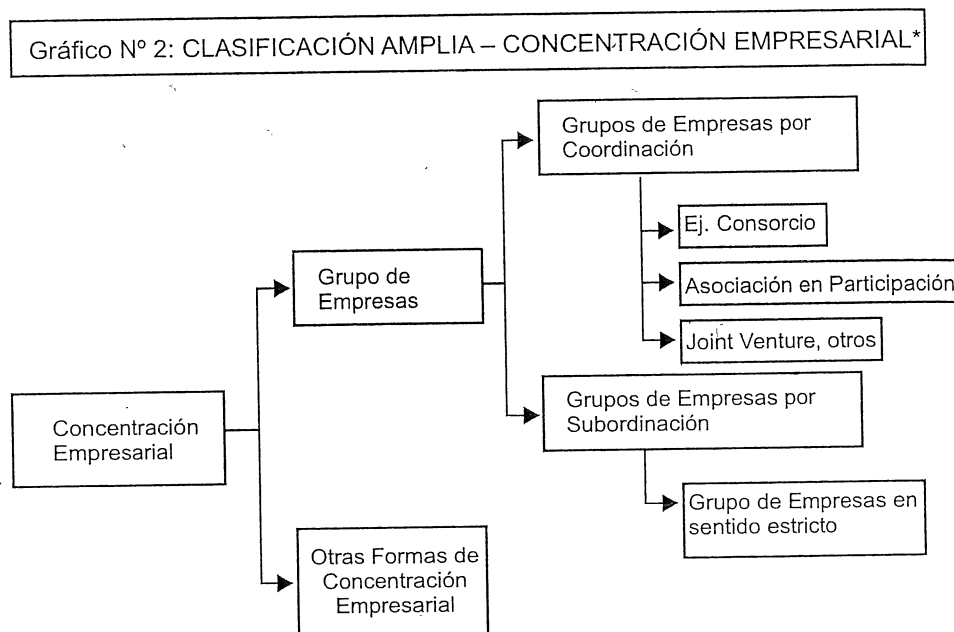 Gráfico Nº 2: CLASIFICACIÓN AMPLIA – CONCENTRACIÓN EMPRESARIAL*
Grupos de Empresas por
Coordinación
Ej. Consorcio
Asociación en Participación
Joint Venture, otros
Grupo de
Empresas
Grupos de Empresas por
Subordinación
Grupo de Empresas en
sentido estricto
Concentración
Empresarial
Otras Formas de
Concentración
Empresarial